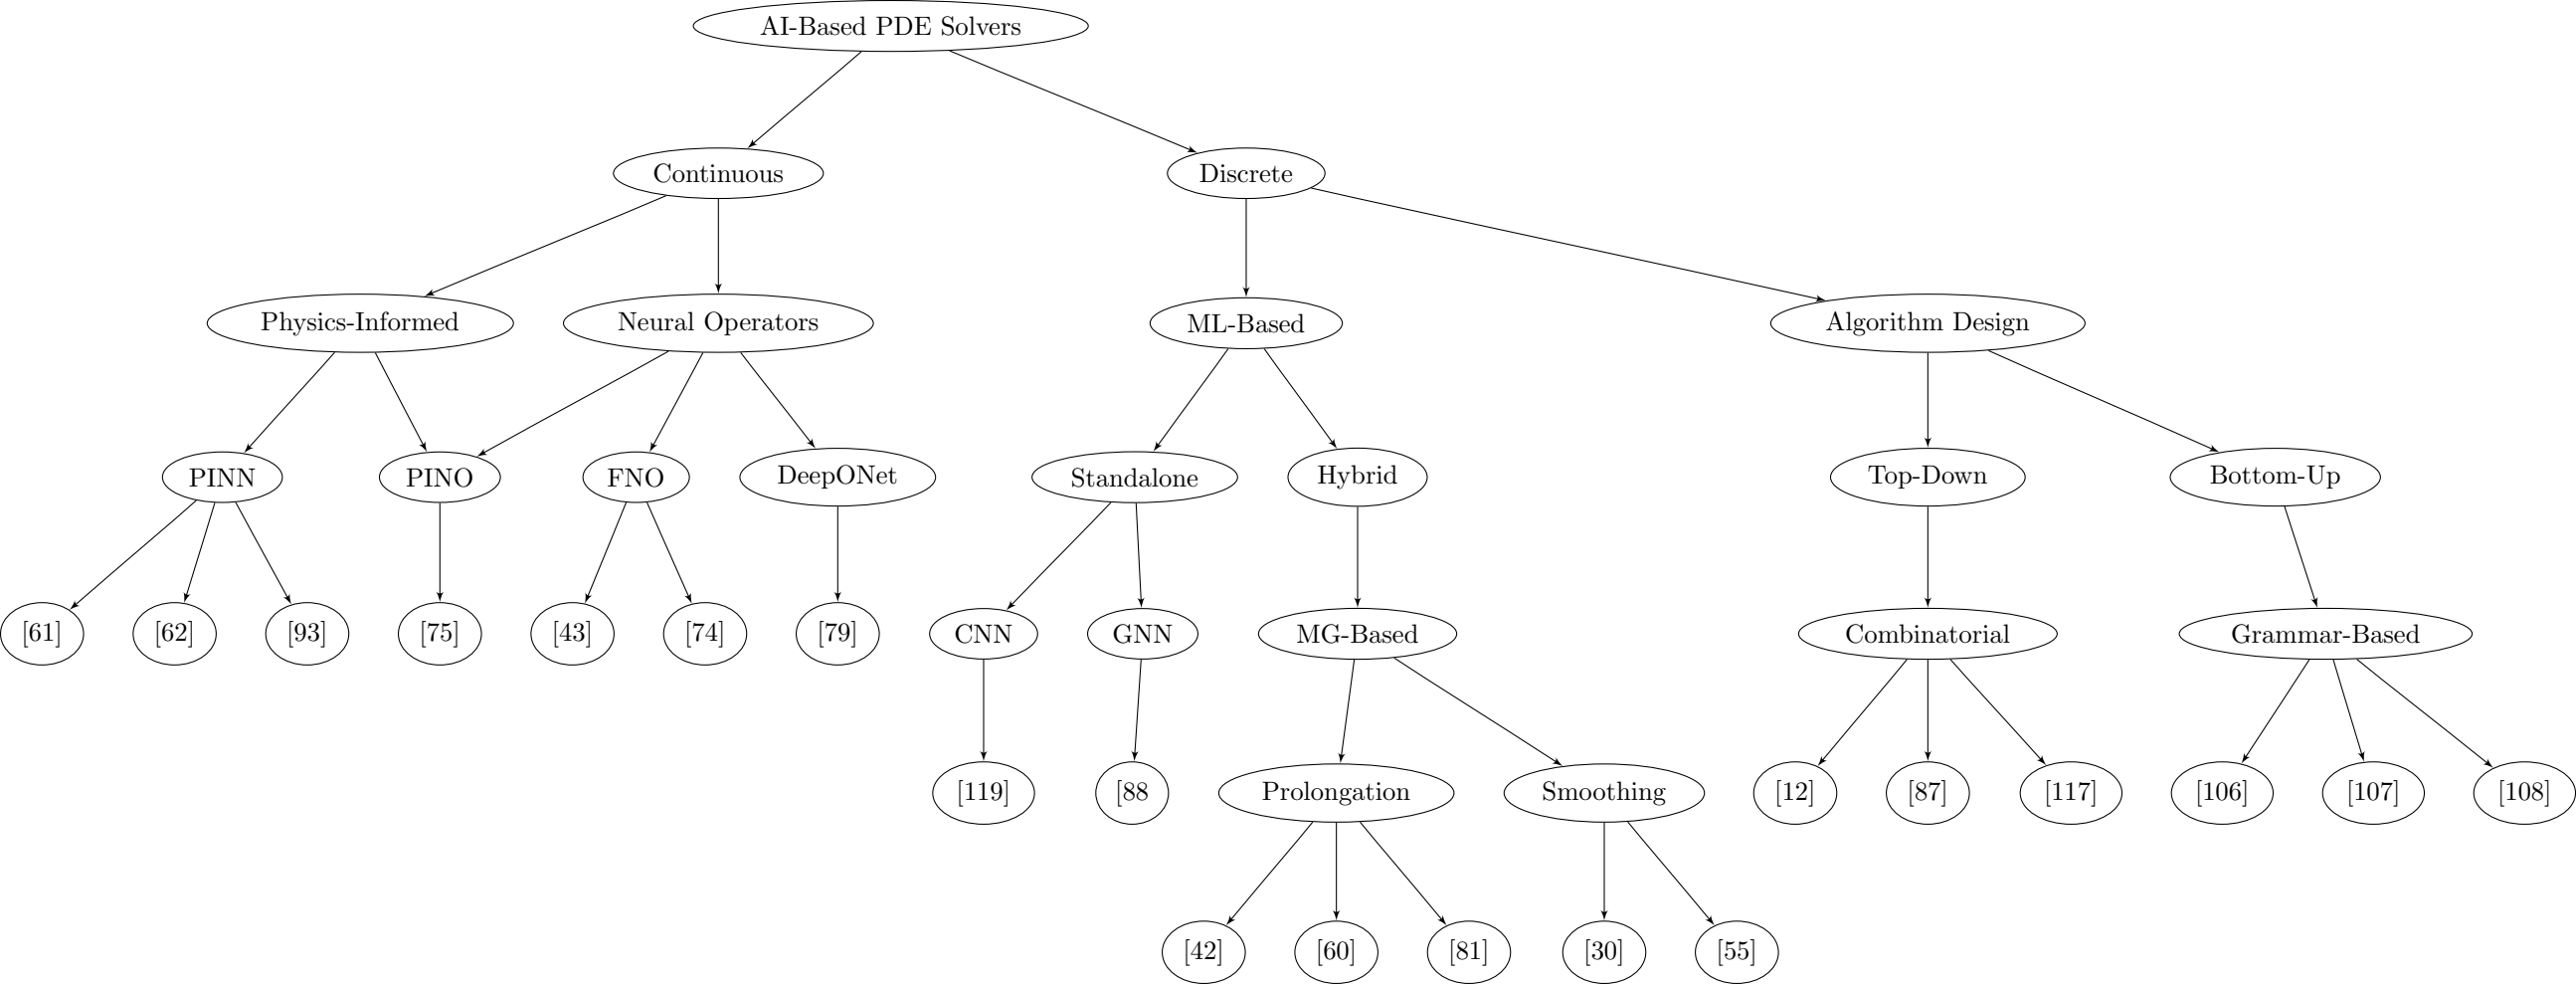 AI-Based PDE Solvers
Continuous
Discrete
Physics-Informed
Neural Operators
ML-Based
Algorithm Design
PINN
PINO
FNO
DeepONet
Standalone
Hybrid
Top-Down
Bottom-Up
[61]
[62]
[93]
[75]
[43]
[74]
[79]
CNN
GNN
MG-Based
Combinatorial
Grammar-Based
[119]
[88
Prolongation
Smoothing
[12]
[87]
[117]
[106]
[107]
[108]
[42]
[60]
[81]
[30]
[55]